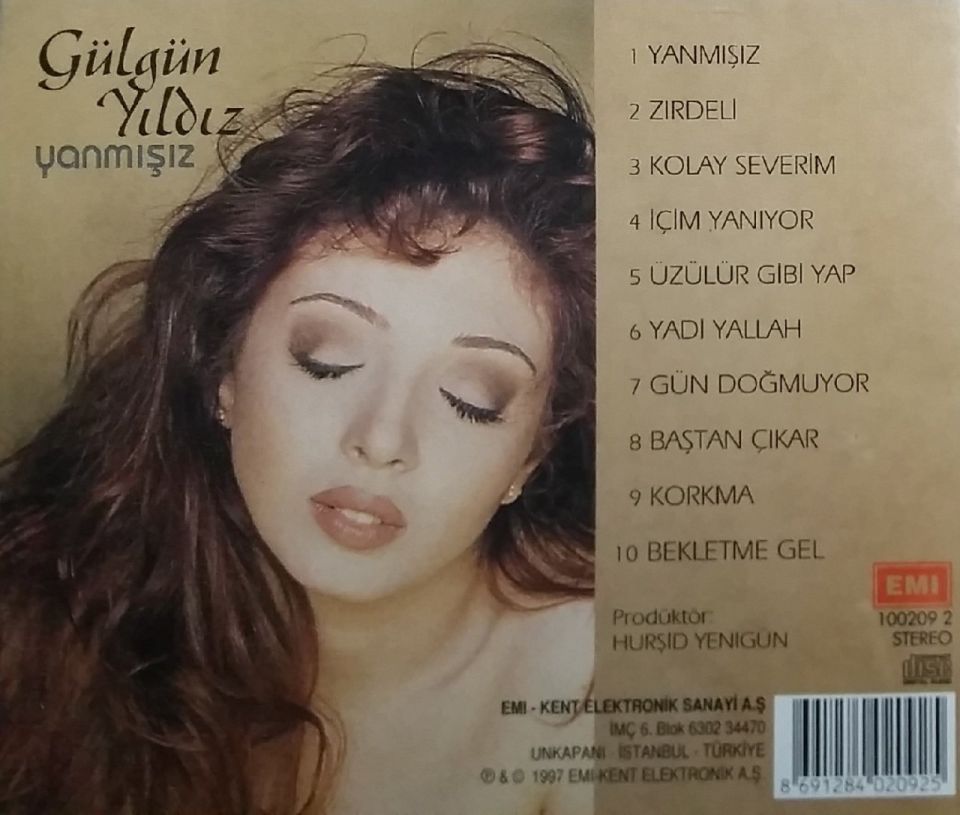 Gülgün
Yıldız
yanmışız
1 YANMIŞIZ
2 ZIRDELİ
3 KOLAY SEVERİM
4 İÇİM YANIYOR
5 ÜZÜLÜR GİBİ YAP
6 YADİ YALLAH
7 GÜN DOĞMUYOR
8 BAŞTAN ÇIKAR
9 KORKMA
10 BEKLETME GEL
EMI
Prodüktör:
HURŞİD YENİGÜN
100209 2
STEREO
disc
DIGITAL AUDIO
EMI - KENT ELEKTRONİK SANAYİ A.Ş
İMÇ 6. Blok 6302 34470
UNKAPANI - İSTANBUL - TÜRKİYE
℗ & © 1997 EMI-KENT ELEKTRONİK A.Ş.
8 691284 020925